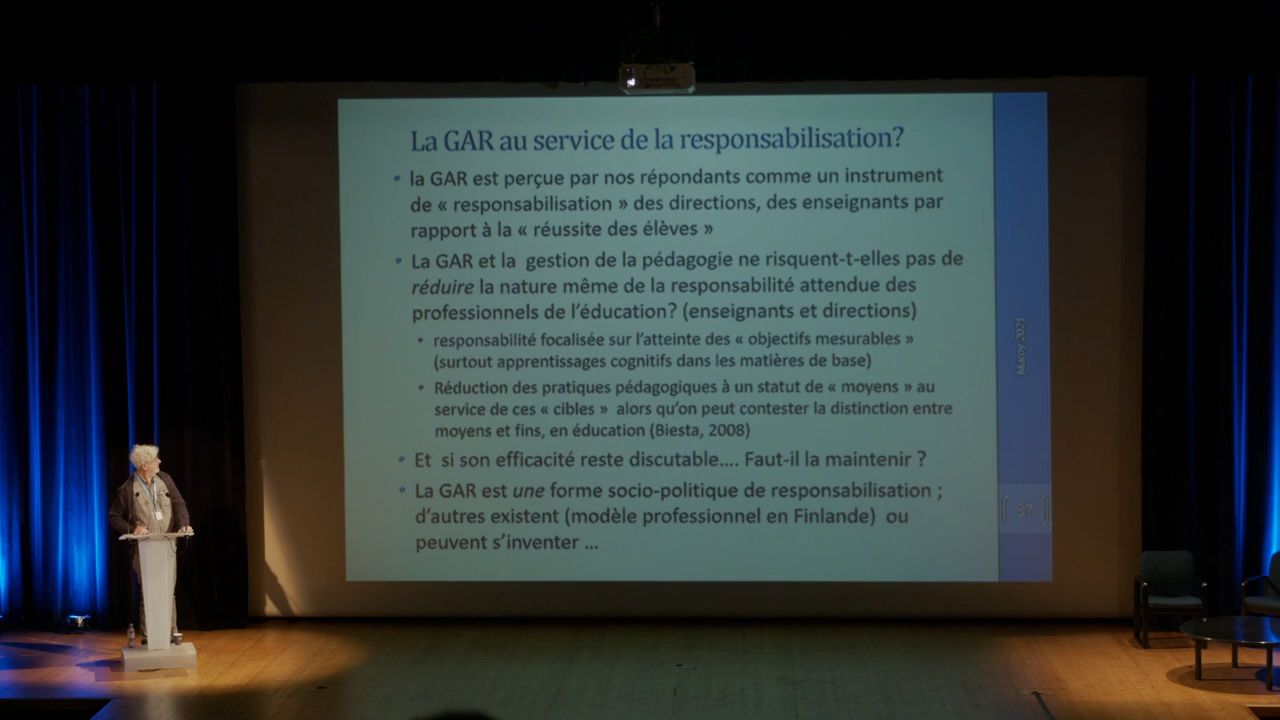 La GAR au service de la responsabilisation?
• la GAR est perçue par nos répondants comme un instrument
de « responsabilisation » des directions, des enseignants par
rapport à la « réussite des élèves »
• La GAR et la gestion de la pédagogie ne risquent-t-elles pas de
réduire la nature même de la responsabilité attendue des
professionnels de l'éducation? (enseignants et directions)
• responsabilité focalisée sur l'atteinte des « objectifs mesurables »
(surtout apprentissages cognitifs dans les matières de base)
• Réduction des pratiques pédagogiques à un statut de « moyens » au
service de ces « cibles » alors qu'on peut contester la distinction entre
moyens et fins, en éducation (Biesta, 2008)
• Et si son efficacité reste discutable.... Faut-il la maintenir ?
• La GAR est une forme socio-politique de responsabilisation ;
d'autres existent (modèle professionnel en Finlande) ou
peuvent s'inventer ...
Maroy 2021
37